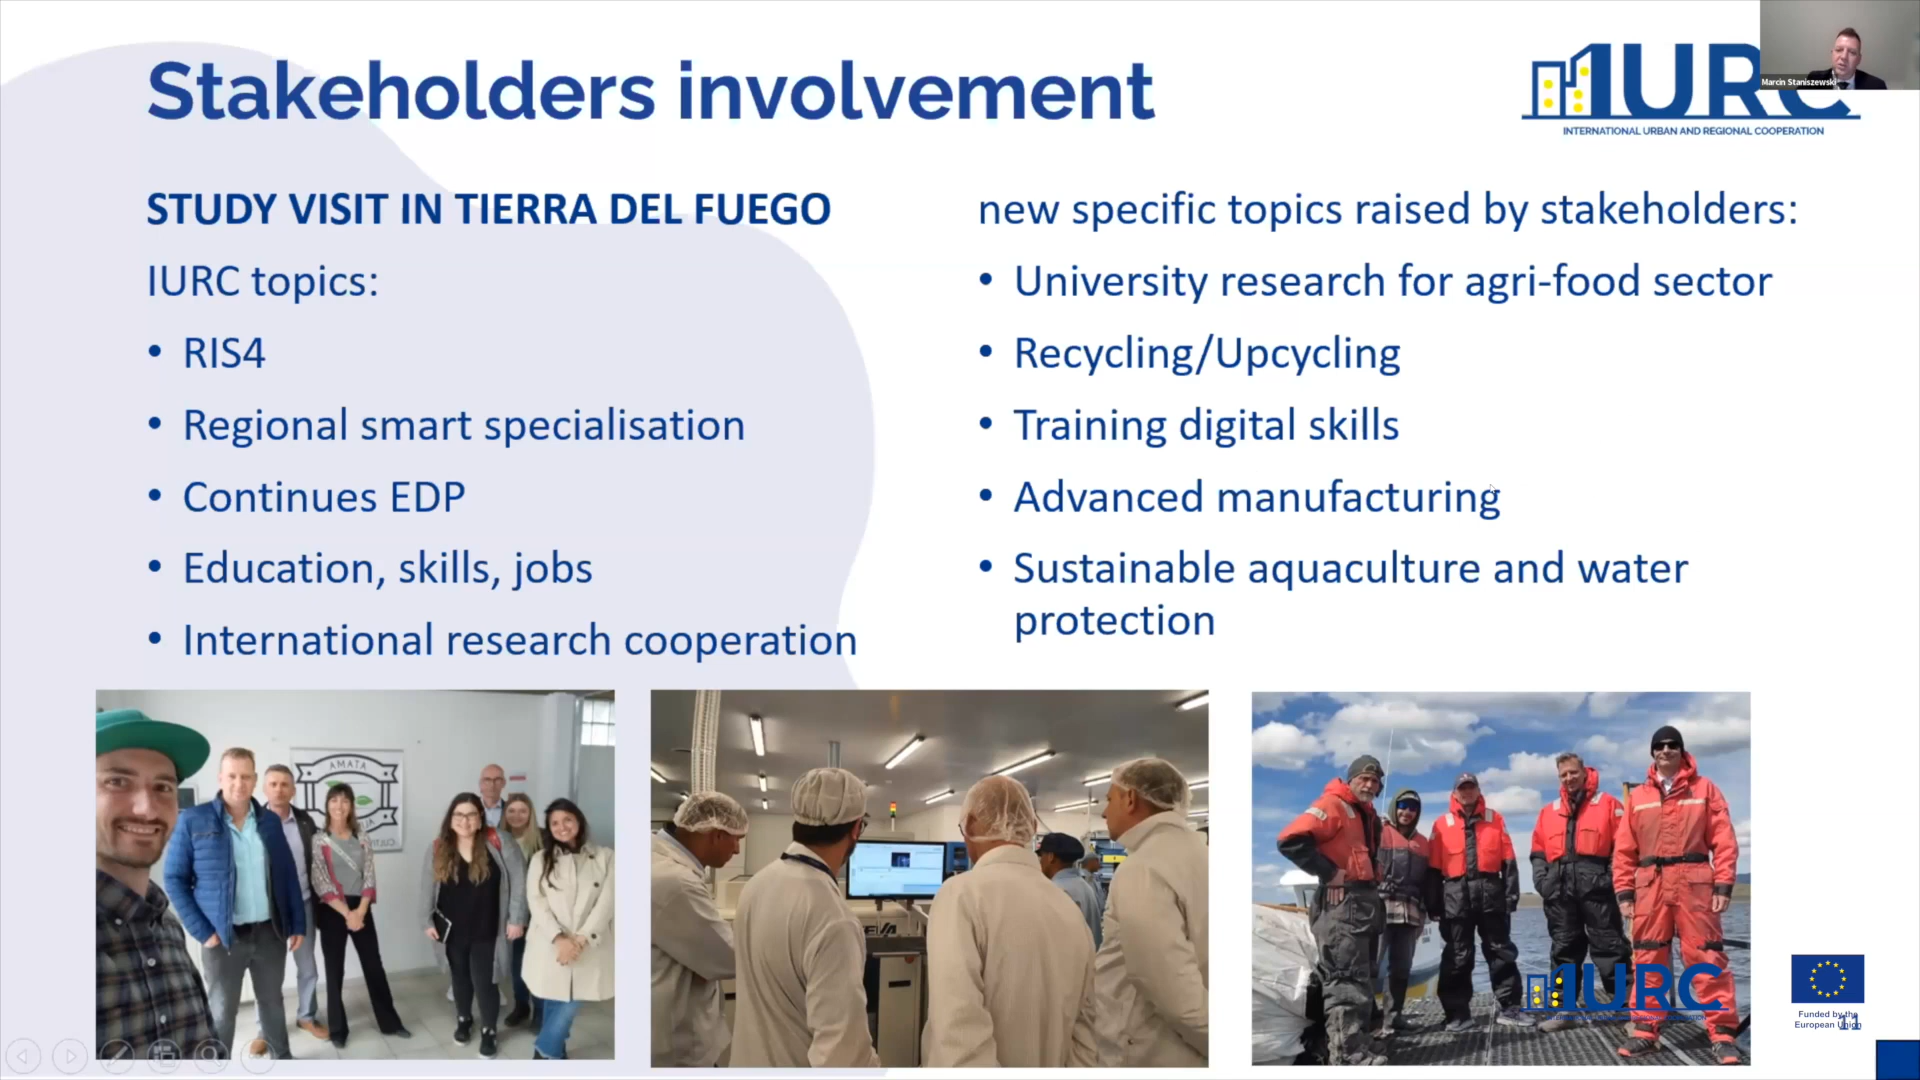 Stakeholders involvement
IURC
INTERNATIONAL URBAN AND REGIONAL COOPERATION
Marcin Staniszewski
STUDY VISIT IN TIERRA DEL FUEGO
IURC topics:
• RIS4
• Regional smart specialisation
• Continues EDP
• Education, skills, jobs
• International research cooperation
new specific topics raised by stakeholders:
• University research for agri-food sector
• Recycling/Upcycling
• Training digital skills
• Advanced manufacturing
• Sustainable aquaculture and water
protection
AMATA
IURC
Funded by the
European Union
11